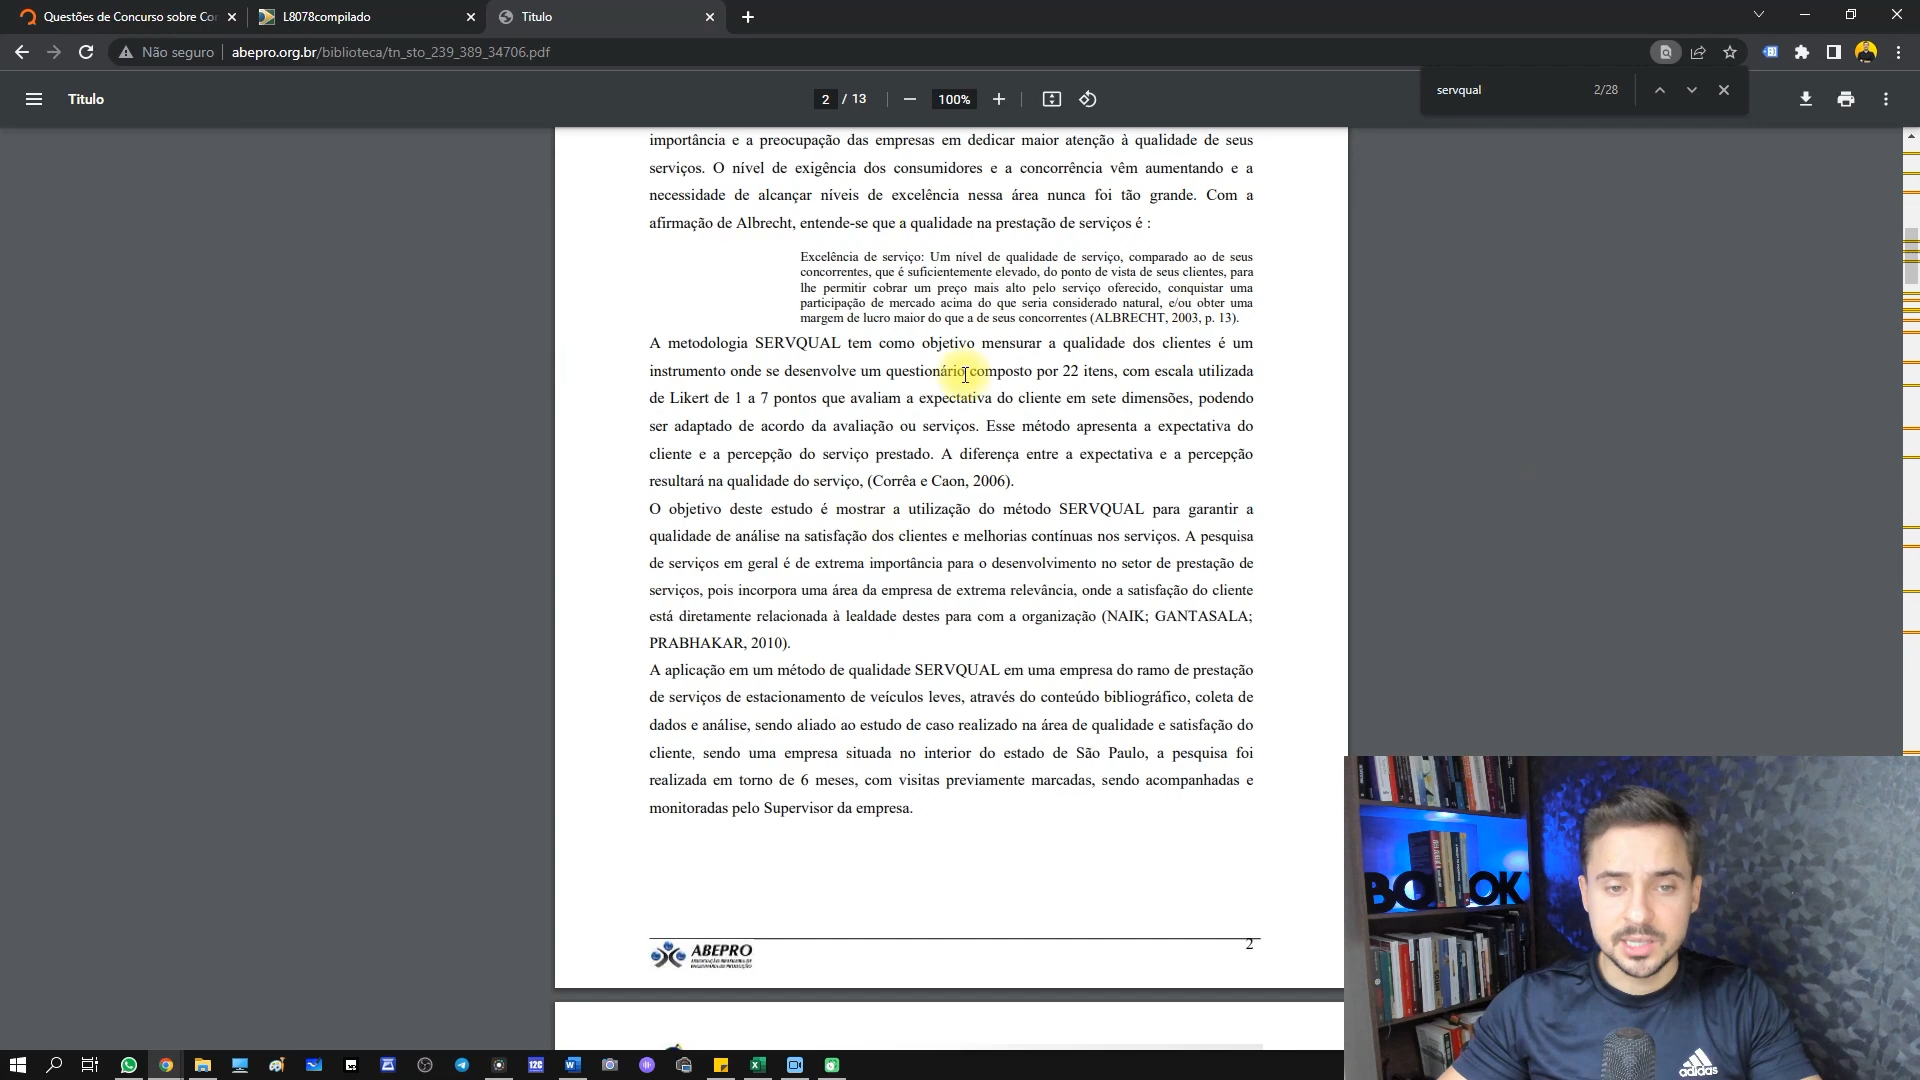 Questões de Concurso sobre Co
L8078compilado
Titulo
Não seguro
abepro.org.br/biblioteca/tn_sto_239_389_34706.pdf
Titulo
2 / 13
100%
servqual
2/28
importância e a preocupação das empresas em dedicar maior atenção à qualidade de seus
serviços. O nível de exigência dos consumidores e a concorrência vêm aumentando e a
necessidade de alcançar níveis de excelência nessa área nunca foi tão grande. Com a
afirmação de Albrecht, entende-se que a qualidade na prestação de serviços é :
Excelência de serviço: Um nível de qualidade de serviço, comparado ao de seus
concorrentes, que é suficientemente elevado, do ponto de vista de seus clientes, para
lhe permitir cobrar um preço mais alto pelo serviço oferecido, conquistar uma
participação de mercado acima do que seria considerado natural, e/ou obter uma
margem de lucro maior do que a de seus concorrentes (ALBRECHT, 2003, p. 13).
A metodologia SERVQUAL tem como objetivo mensurar a qualidade dos clientes é um
instrumento onde se desenvolve um questionário composto por 22 itens, com escala utilizada
de Likert de 1 a 7 pontos que avaliam a expectativa do cliente em sete dimensões, podendo
ser adaptado de acordo da avaliação ou serviços. Esse método apresenta a expectativa do
cliente e a percepção do serviço prestado. A diferença entre a expectativa e a percepção
resultará na qualidade do serviço, (Corrêa e Caon, 2006).
O objetivo deste estudo é mostrar a utilização do método SERVQUAL para garantir a
qualidade de análise na satisfação dos clientes e melhorias contínuas nos serviços. A pesquisa
de serviços em geral é de extrema importância para o desenvolvimento no setor de prestação de
serviços, pois incorpora uma área da empresa de extrema relevância, onde a satisfação do cliente
está diretamente relacionada à lealdade destes para com a organização (NAIK; GANTASALA;
PRABHAKAR, 2010).
A aplicação em um método de qualidade SERVQUAL em uma empresa do ramo de prestação
de serviços de estacionamento de veículos leves, através do conteúdo bibliográfico, coleta de
dados e análise, sendo aliado ao estudo de caso realizado na área de qualidade e satisfação do
cliente, sendo uma empresa situada no interior do estado de São Paulo, a pesquisa foi
realizada em torno de 6 meses, com visitas previamente marcadas, sendo acompanhadas e
monitoradas pelo Supervisor da empresa.
2
ABEPRO
ASSOCIAÇÃO BRASILEIRA DE
ENGENHARIA DE PRODUÇÃO
BOOK
adidas
12C